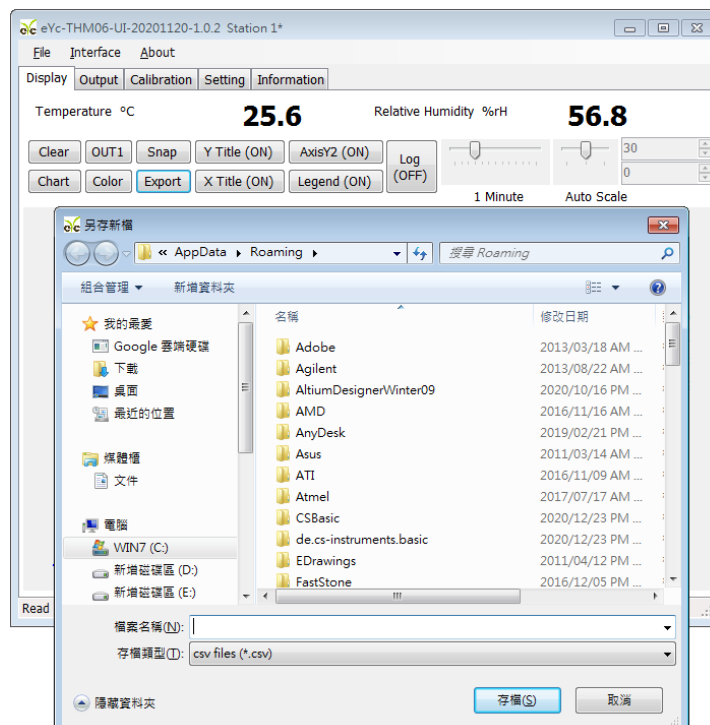 eYc eYc-THM06-UI-20201120-1.0.2 Station 1*
File Interface About
Display Output Calibration Setting Information
Temperature ºC 25.6 Relative Humidity %rH 56.8
Clear OUT1 Snap Y Title (ON) AxisY2 (ON) Log (OFF) 30
Chart Color Export X Title (ON) Legend (ON) 0
1 Minute Auto Scale
eYc 另存新檔
« AppData Roaming 搜尋 Roaming
組合管理 新增資料夾
我的最愛
Google 雲端硬碟
下載
桌面
最近的位置
媒體櫃
文件
電腦
WIN7 (C:)
新增磁碟區 (D:)
新增磁碟區 (E:)
名稱 修改日期
Adobe 2013/03/18 AM ...
Agilent 2013/08/22 AM ...
AltiumDesignerWinter09 2020/10/16 PM ...
AMD 2016/11/16 AM ...
AnyDesk 2019/02/21 PM ...
Asus 2011/03/14 AM ...
ATI 2016/11/09 AM ...
Atmel 2017/07/17 AM ...
CSBasic 2020/12/23 PM ...
de.cs-instruments.basic 2020/12/23 PM ...
EDrawings 2011/04/12 PM ...
FastStone 2016/12/05 PM ...
Read
檔案名稱(N):
存檔類型(T): csv files (*.csv)
隱藏資料夾 存檔(S) 取消